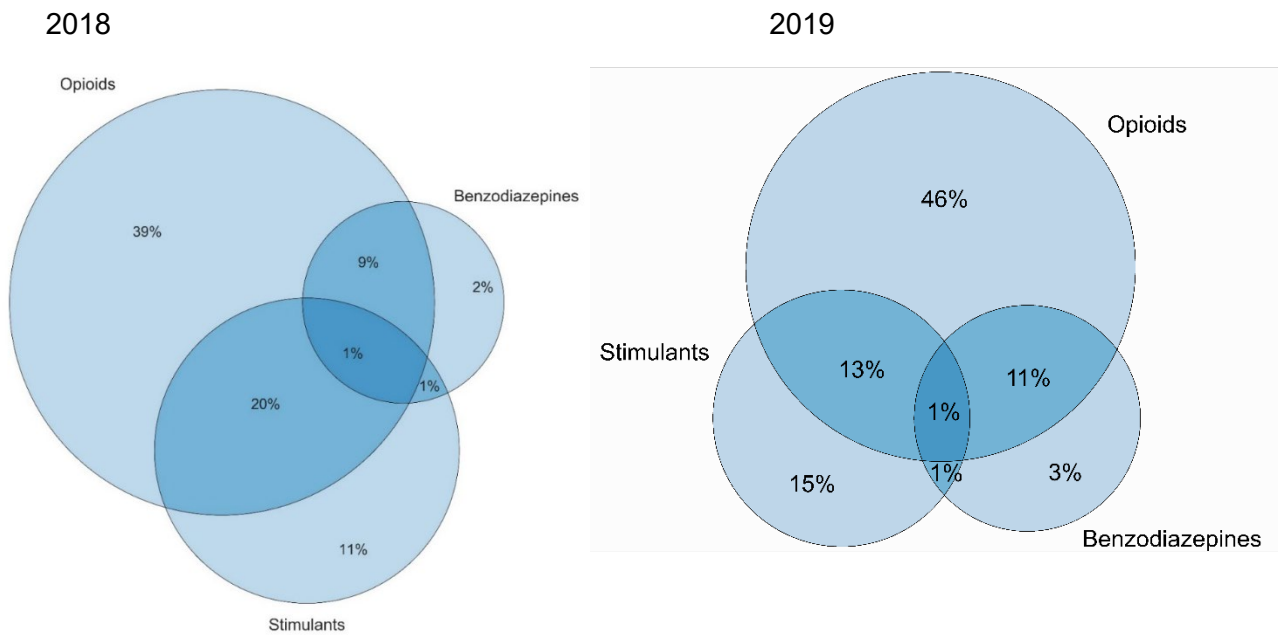 2018
Opioids
Benzodiazepines
39%
9%
2%
1%
1%
20%
11%
Stimulants
2019
Opioids
46%
Stimulants
13%
11%
1%
1%
15%
3%
Benzodiazepines